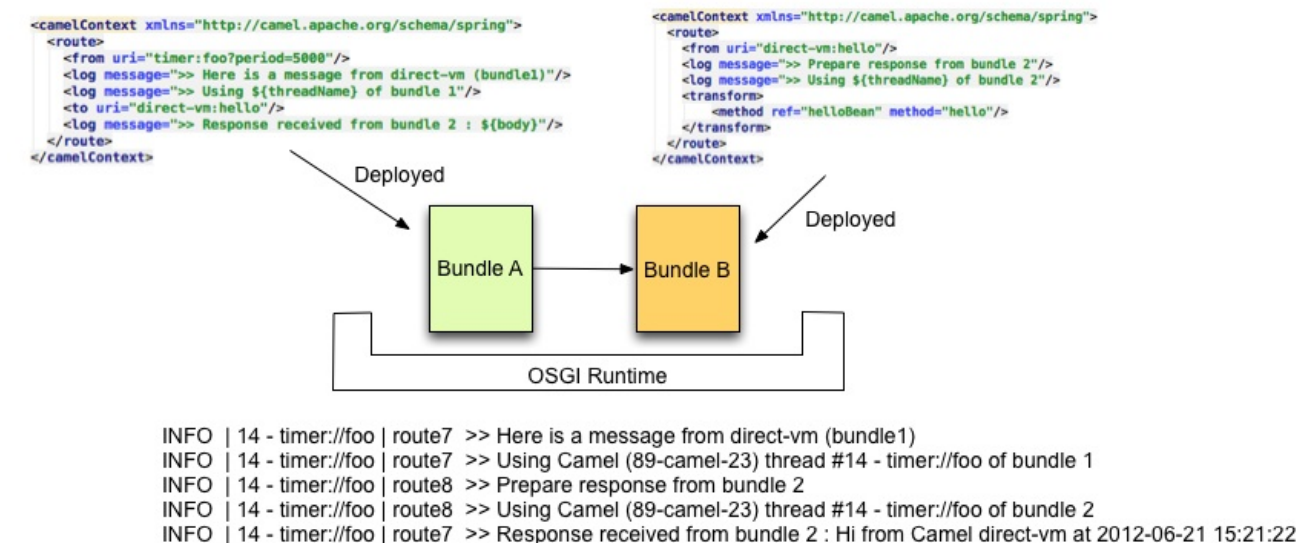 <camelContext xmlns="http://camel.apache.org/schema/spring">
<route>
<from uri="timer:foo?period=5000"/>
<log message=">> Here is a message from direct-vm (bundle1)"/>
<log message=">> Using ${threadName} of bundle 1"/>
<to uri="direct-vm:hello"/>
<log message=">> Response received from bundle 2 : ${body}"/>
</route>
</camelContext>
<camelContext xmlns="http://camel.apache.org/schema/spring">
<route>
<from uri="direct-vm:hello"/>
<log message=">> Prepare response from bundle 2"/>
<log message=">> Using ${threadName} of bundle 2"/>
<transform>
<method ref="helloBean" method="hello"/>
</transform>
</route>
</camelContext>
Deployed
Deployed
Bundle A
Bundle B
OSGI Runtime
INFO | 14 - timer://foo | route7 >> Here is a message from direct-vm (bundle1)
INFO | 14 - timer://foo | route7 >> Using Camel (89-camel-23) thread #14 - timer://foo of bundle 1
INFO | 14 - timer://foo | route8 >> Prepare response from bundle 2
INFO | 14 - timer://foo | route8 >> Using Camel (89-camel-23) thread #14 - timer://foo of bundle 2
INFO | 14 - timer://foo | route7 >> Response received from bundle 2 : Hi from Camel direct-vm at 2012-06-21 15:21:22